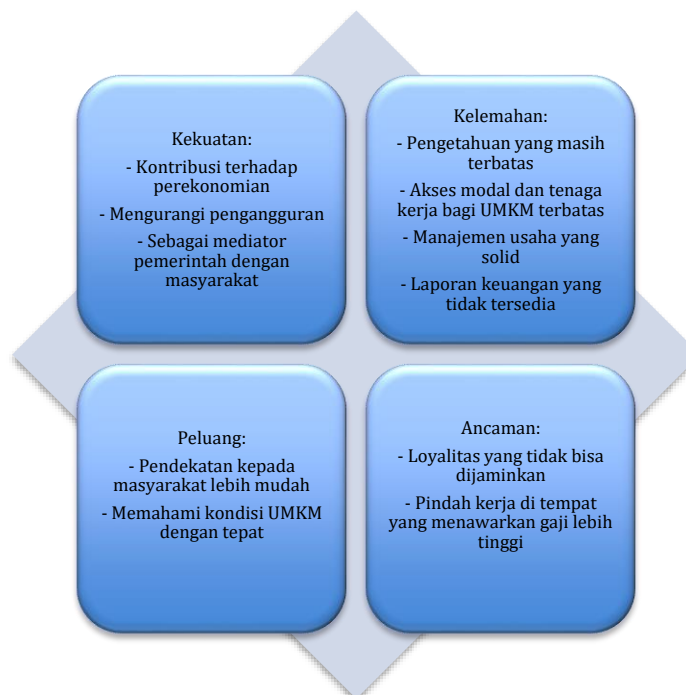 Kekuatan:
- Kontribusi terhadap
perekonomian
- Mengurangi pengangguran
- Sebagai mediator
pemerintah dengan
masyarakat
Kelemahan:
- Pengetahuan yang masih
terbatas
- Akses modal dan tenaga
kerja bagi UMKM terbatas
- Manajemen usaha yang
solid
- Laporan keuangan yang
tidak tersedia
Peluang:
- Pendekatan kepada
masyarakat lebih mudah
- Memahami kondisi UMKM
dengan tepat
Ancaman:
- Loyalitas yang tidak bisa
dijaminkan
- Pindah kerja di tempat
yang menawarkan gaji lebih
tinggi